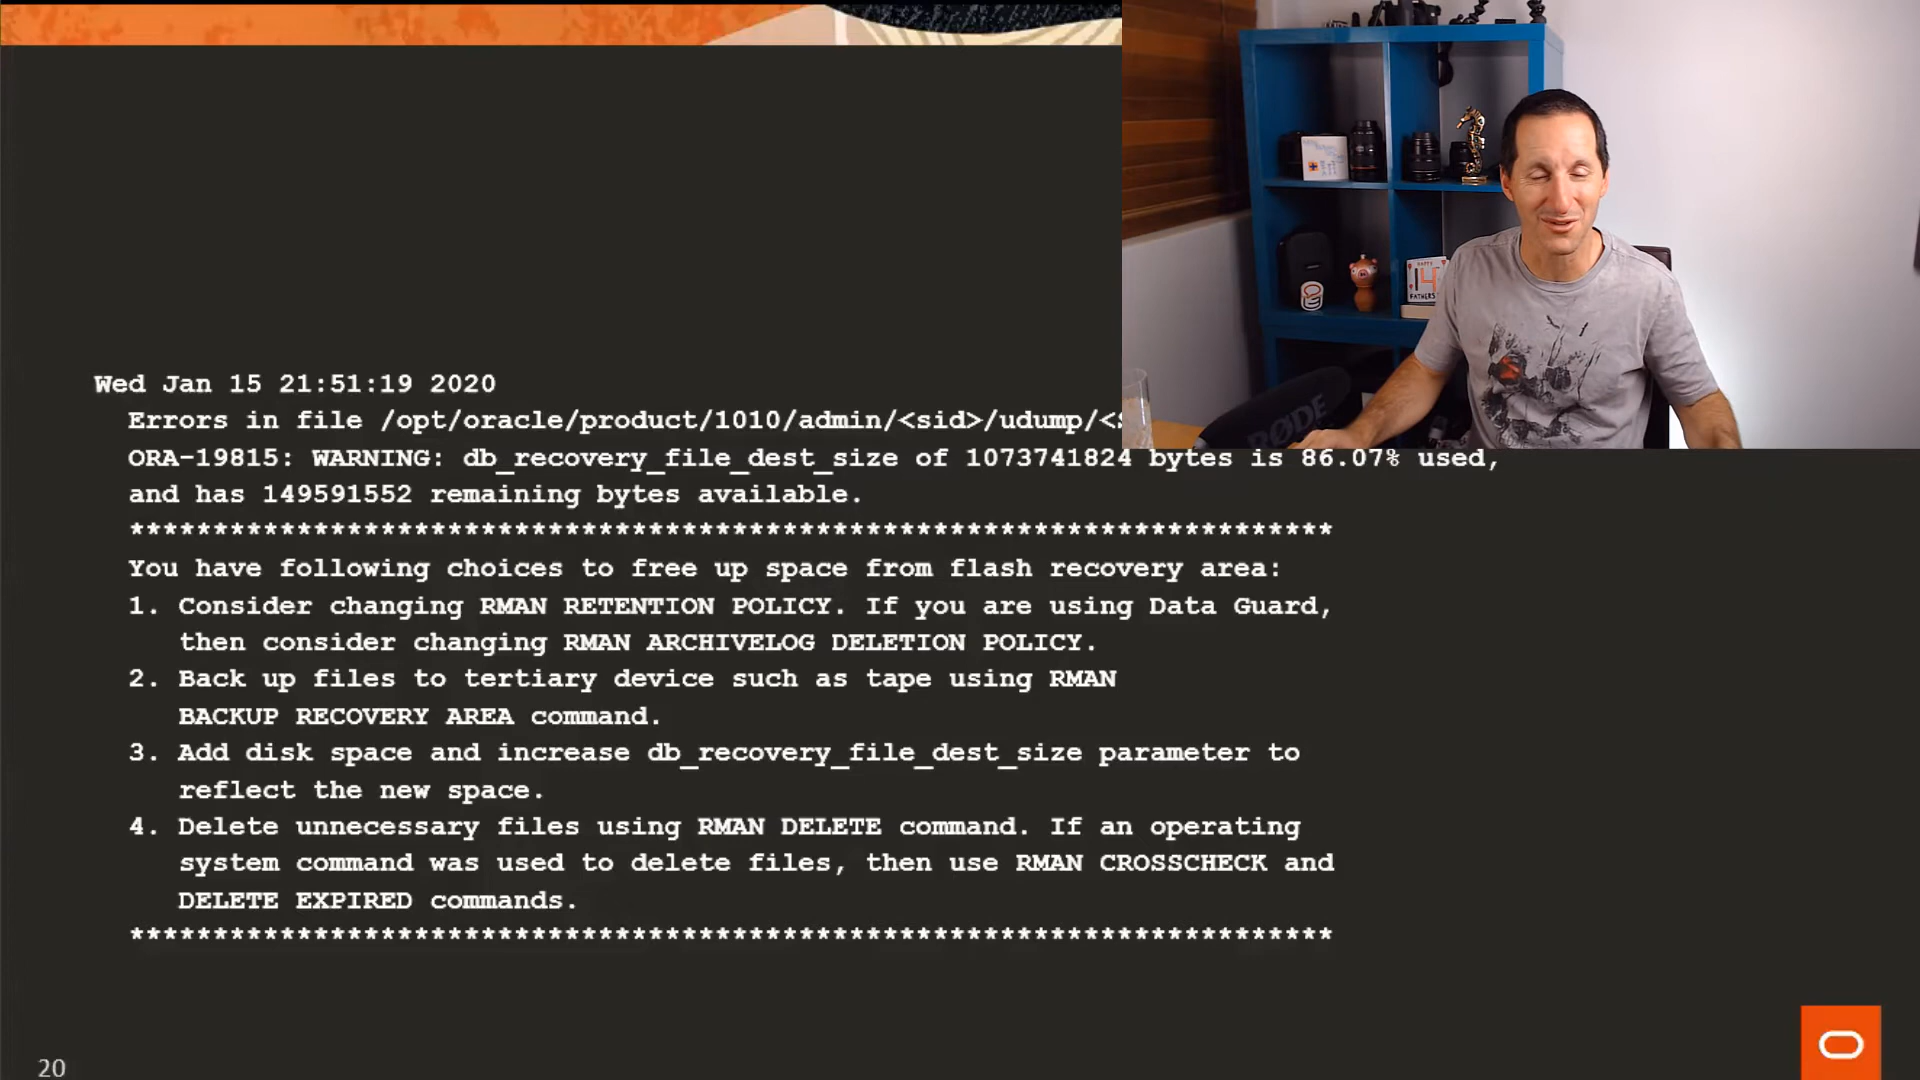 Wed Jan 15 21:51:19 2020
Errors in file /opt/oracle/product/1010/admin/<sid>/udump/<
ORA-19815: WARNING: db_recovery_file_dest_size of 1073741824 bytes is 86.07% used,
and has 149591552 remaining bytes available.
************************************************************************
You have following choices to free up space from flash recovery area:
1. Consider changing RMAN RETENTION POLICY. If you are using Data Guard,
then consider changing RMAN ARCHIVELOG DELETION POLICY.
2. Back up files to tertiary device such as tape using RMAN
BACKUP RECOVERY AREA command.
3. Add disk space and increase db_recovery_file_dest_size parameter to
reflect the new space.
4. Delete unnecessary files using RMAN DELETE command. If an operating
system command was used to delete files, then use RMAN CROSSCHECK and
DELETE EXPIRED commands.
************************************************************************
20
RØDE
14
FATHERS